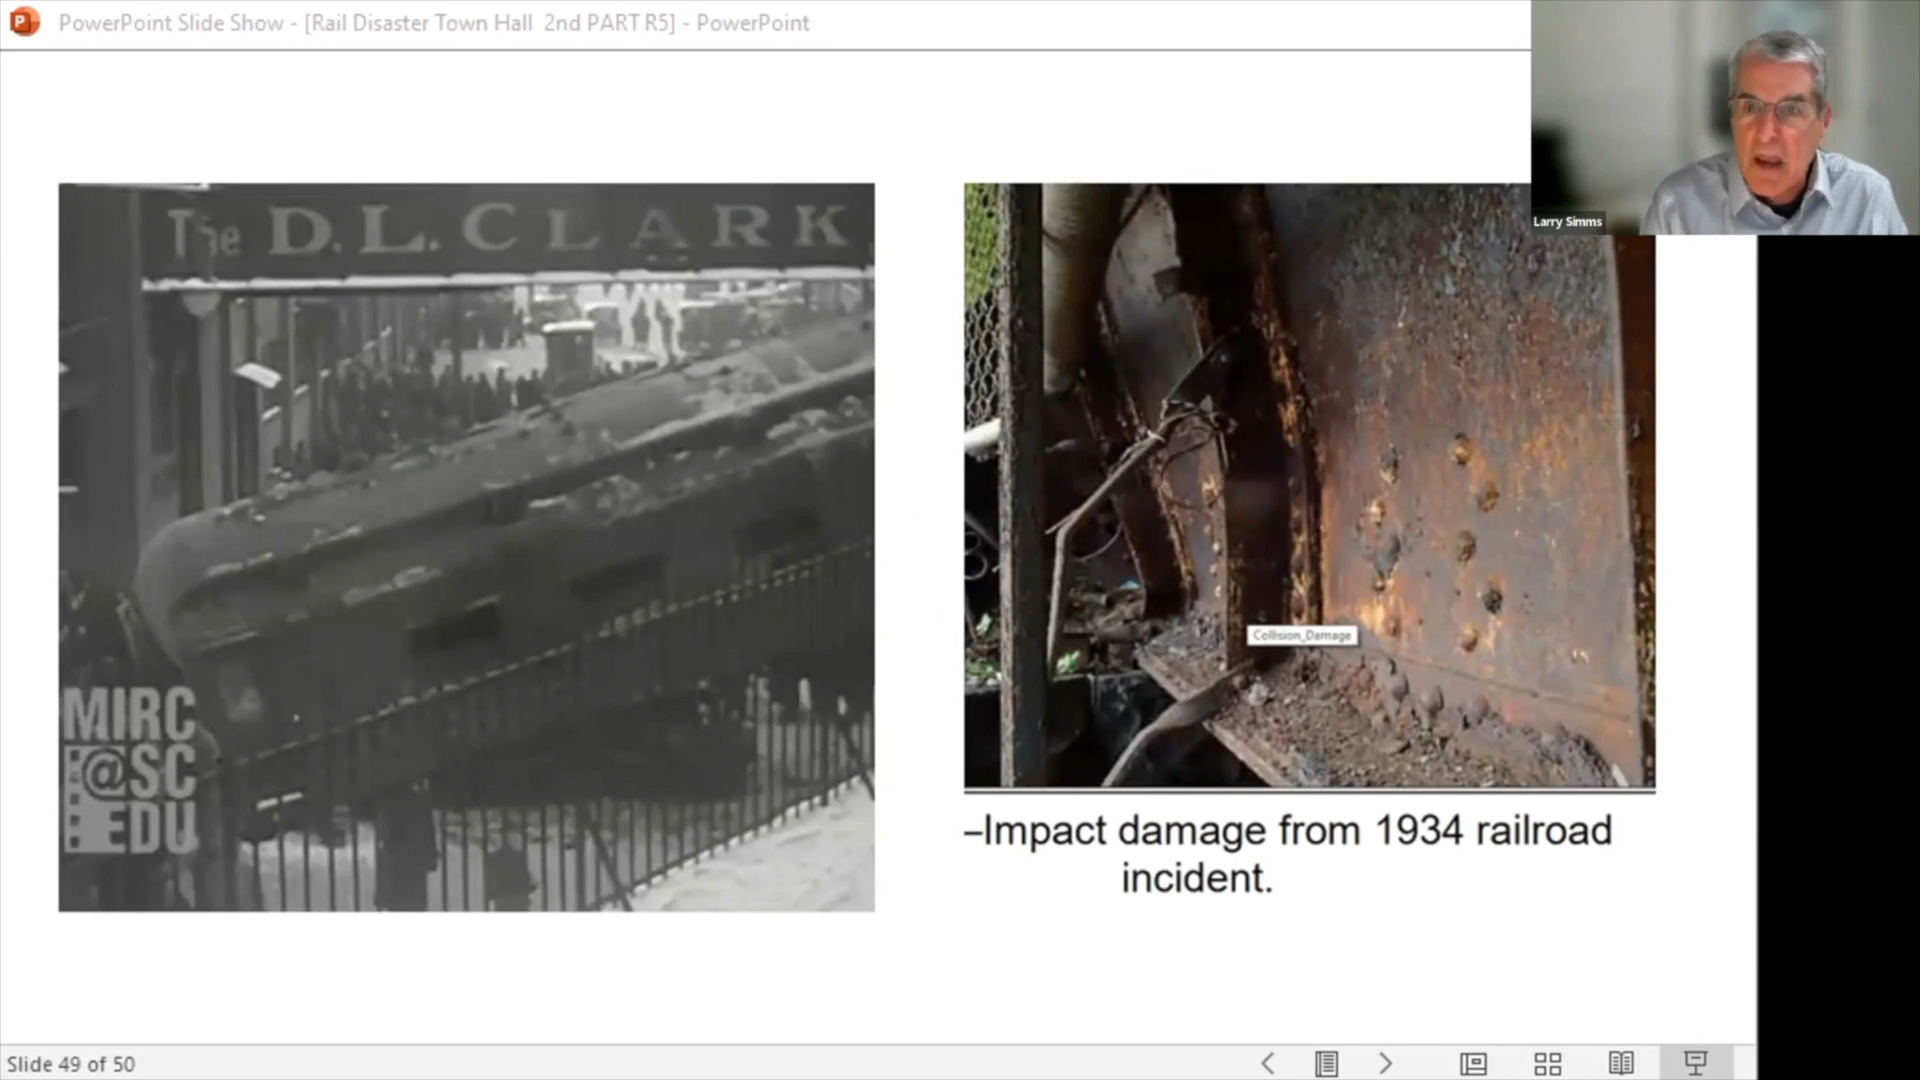 PowerPoint Slide Show - [Rail Disaster Town Hall 2nd PART R5] - PowerPoint
Larry Simms
The D.L. CLARK
MIRC
@SC
EDU
Collision_Damage
–Impact damage from 1934 railroad
incident.
Slide 49 of 50